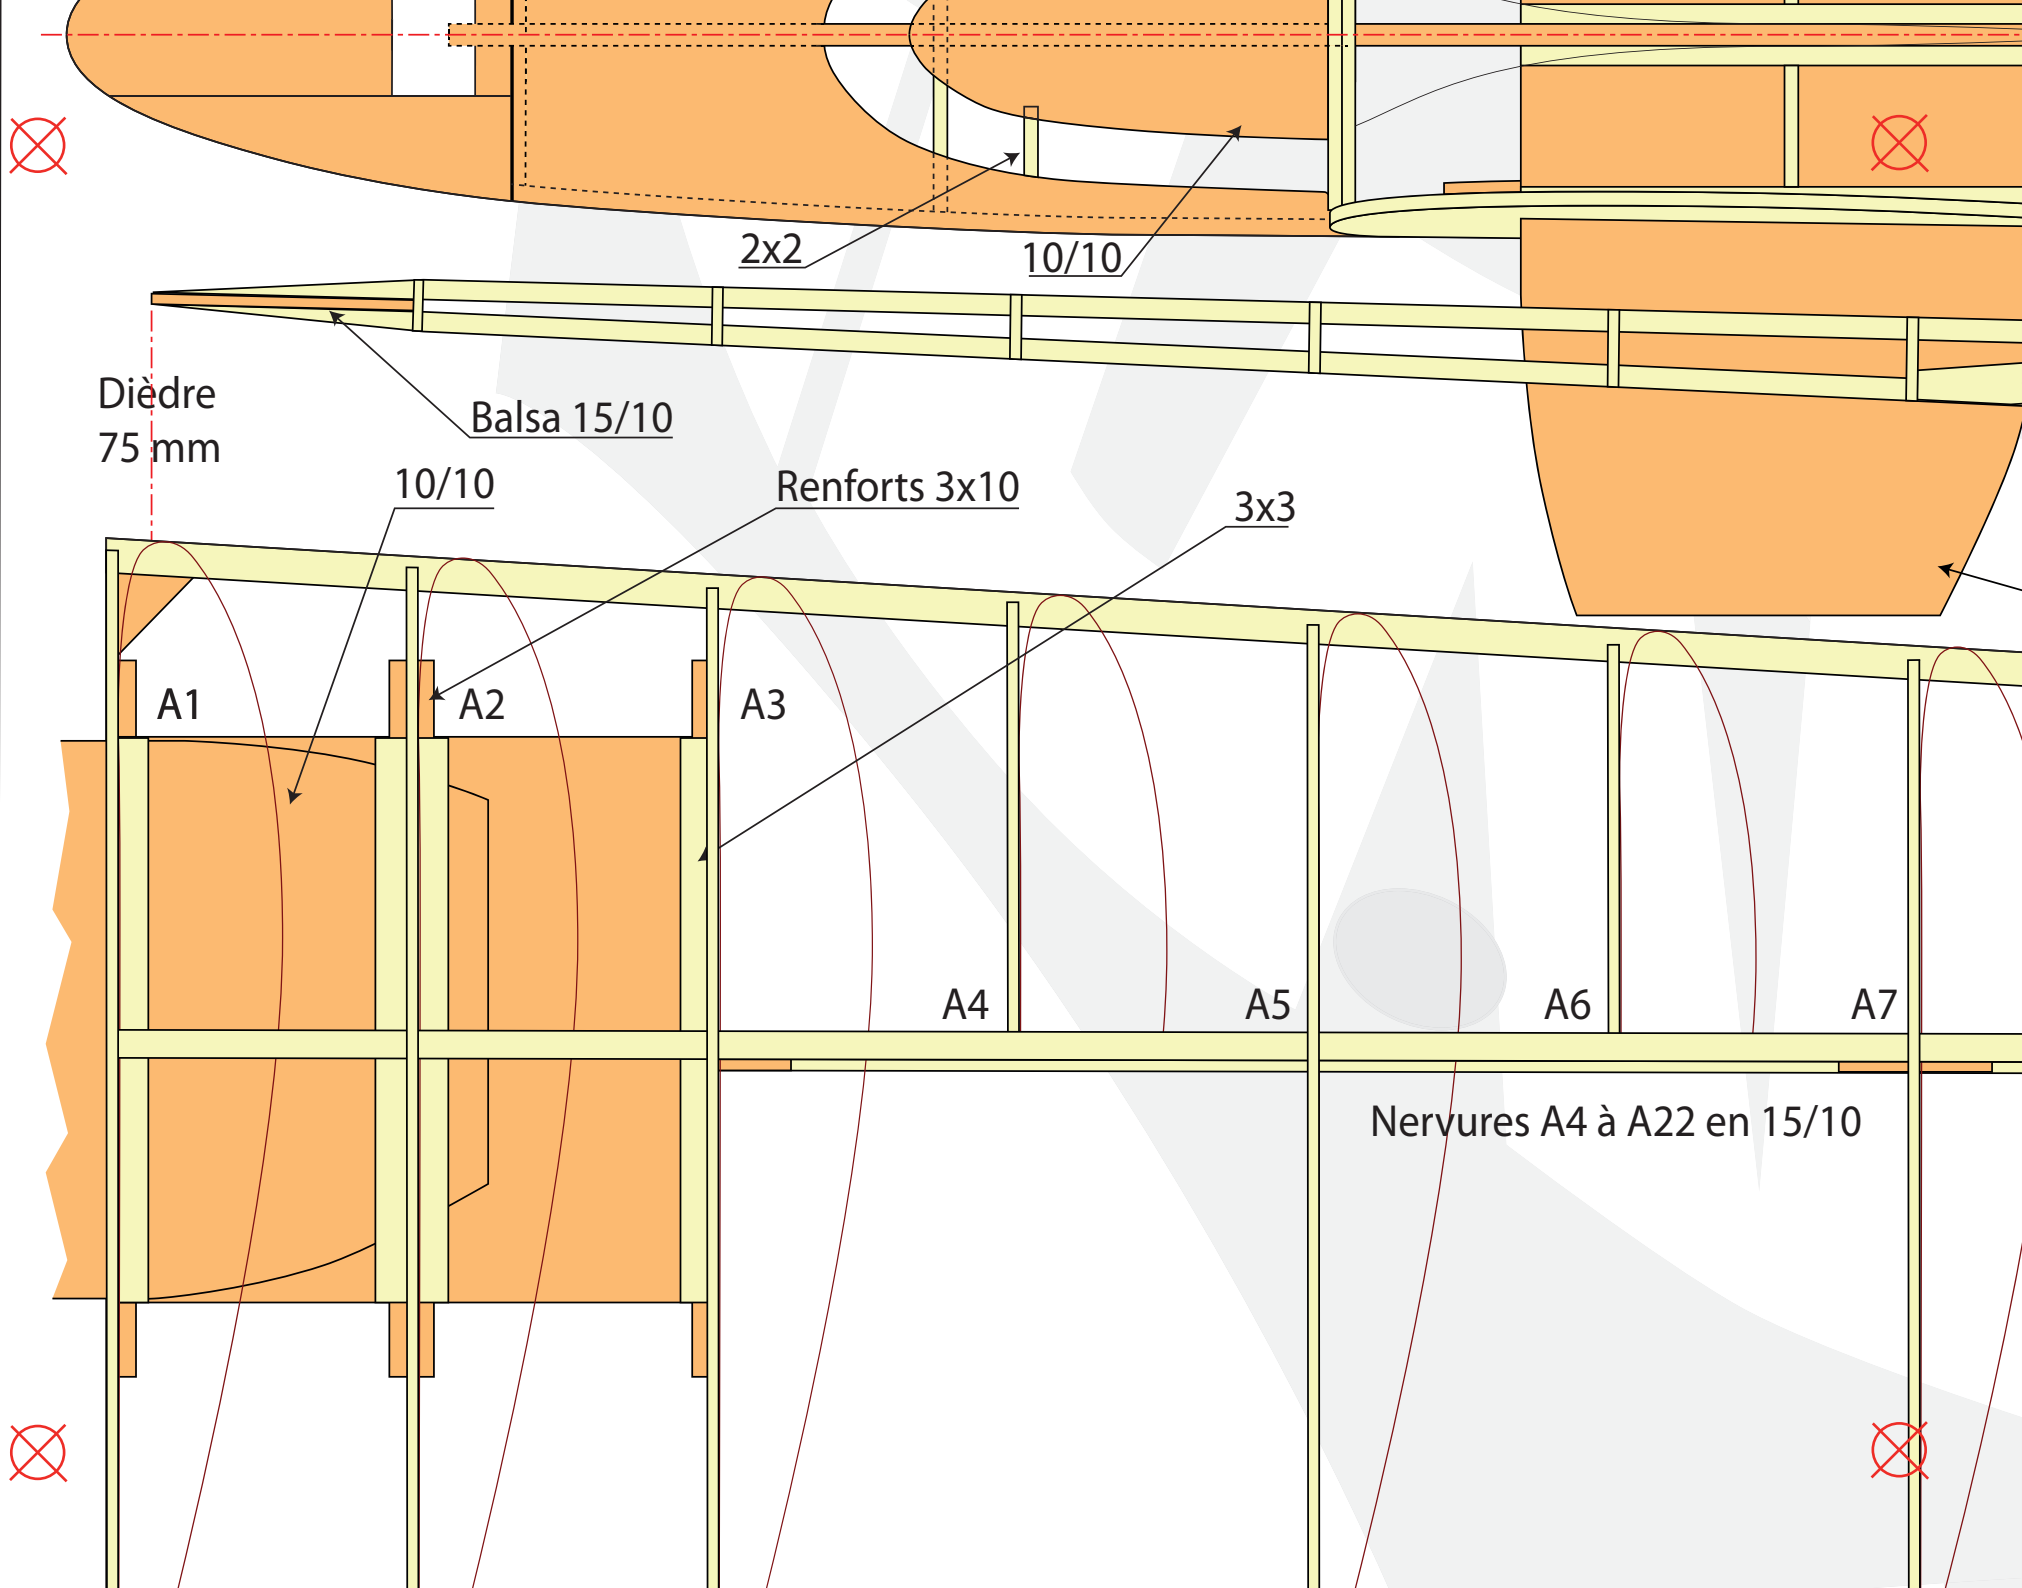 2x2
10/10
Dièdre
75 mm
Balsa 15/10
10/10
Renforts 3x10
3x3
A1
A2
A3
A4
A5
A6
A7
Nervures A4 à A22 en 15/10